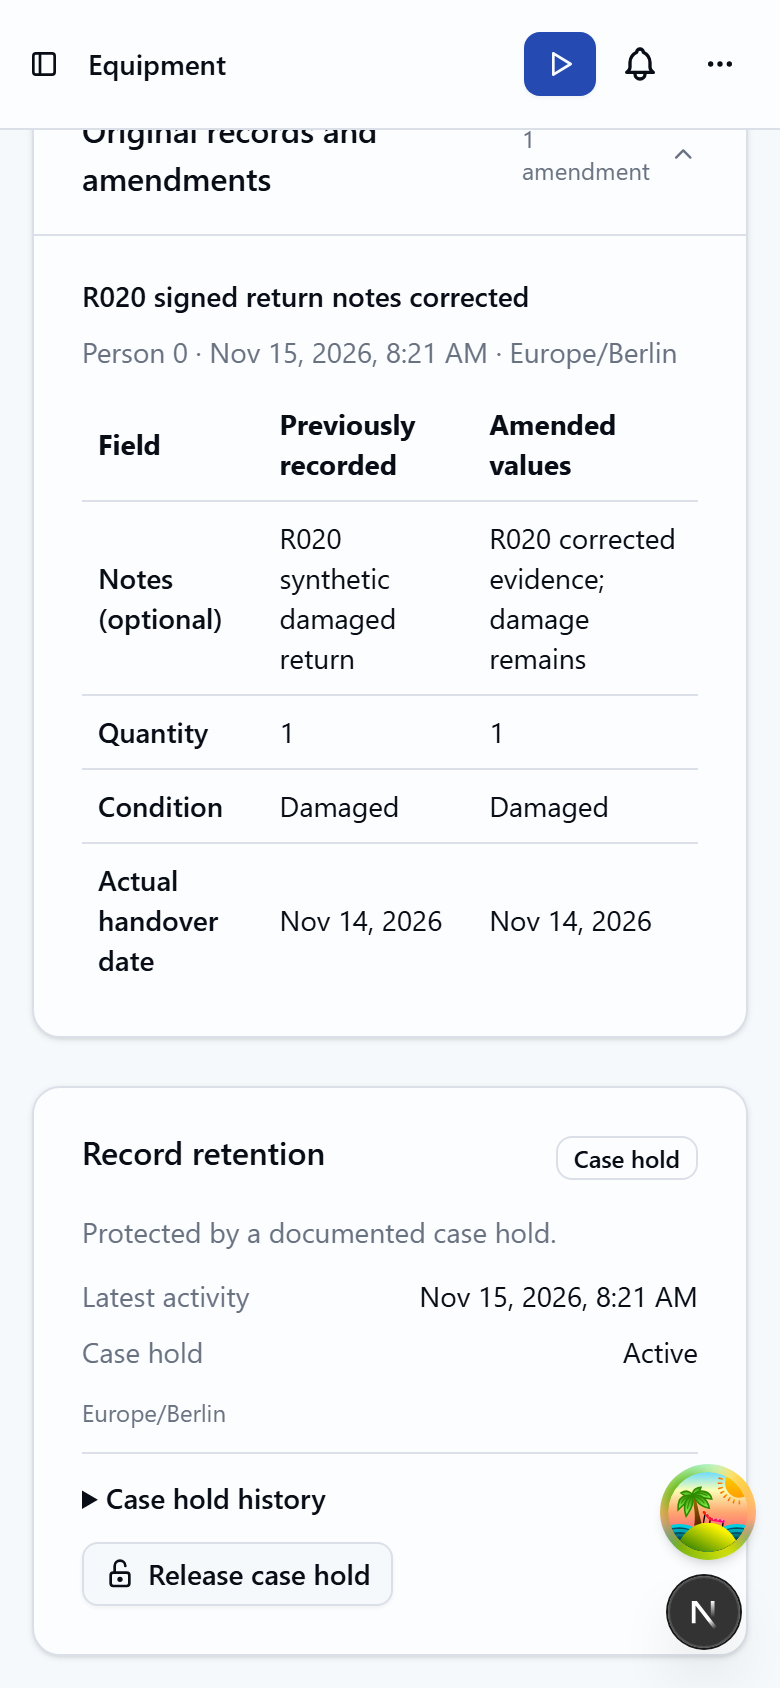 Equipment
Original records and
amendments
1
amendment
R020 signed return notes corrected
Person 0 · Nov 15, 2026, 8:21 AM · Europe/Berlin
Field
Previously
recorded
Amended
values
Notes
(optional)
R020
synthetic
damaged
return
R020 corrected
evidence;
damage
remains
Quantity
1
1
Condition
Damaged
Damaged
Actual
handover
date
Nov 14, 2026
Nov 14, 2026
Record retention
Case hold
Protected by a documented case hold.
Latest activity
Nov 15, 2026, 8:21 AM
Case hold
Active
Europe/Berlin
Case hold history
Release case hold
N